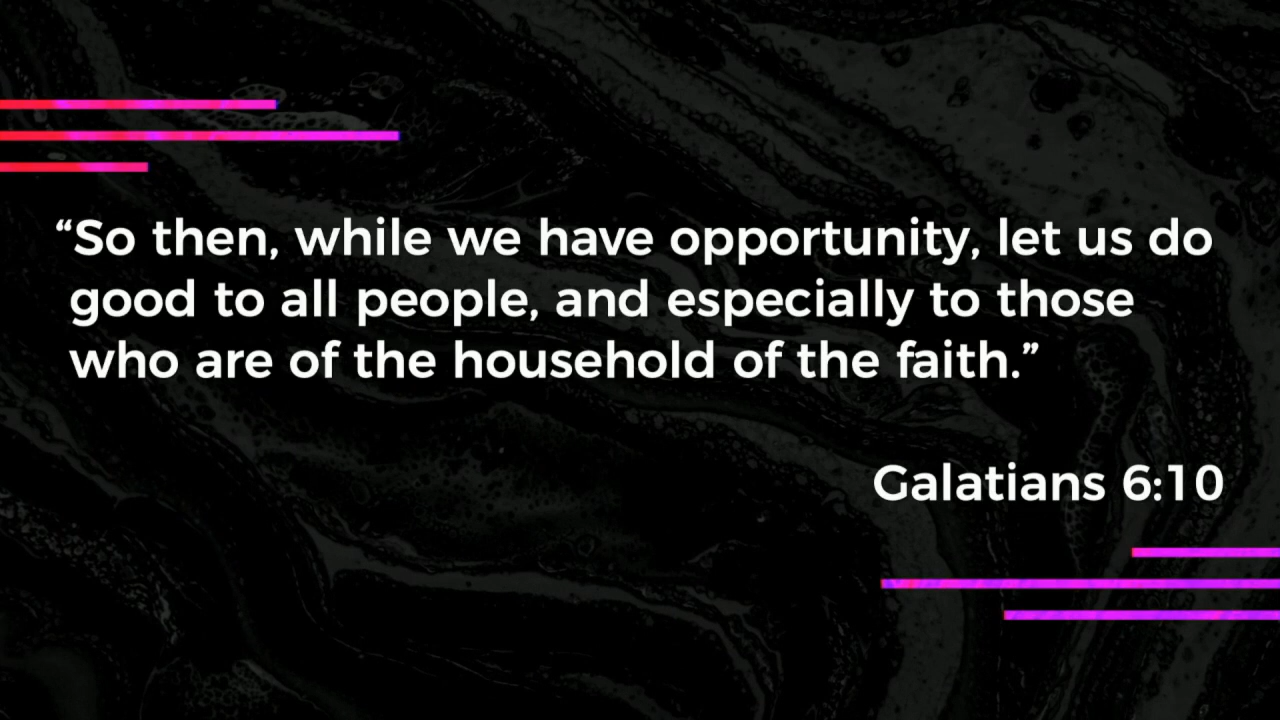 “So then, while we have opportunity, let us do
good to all people, and especially to those
who are of the household of the faith.”
Galatians 6:10